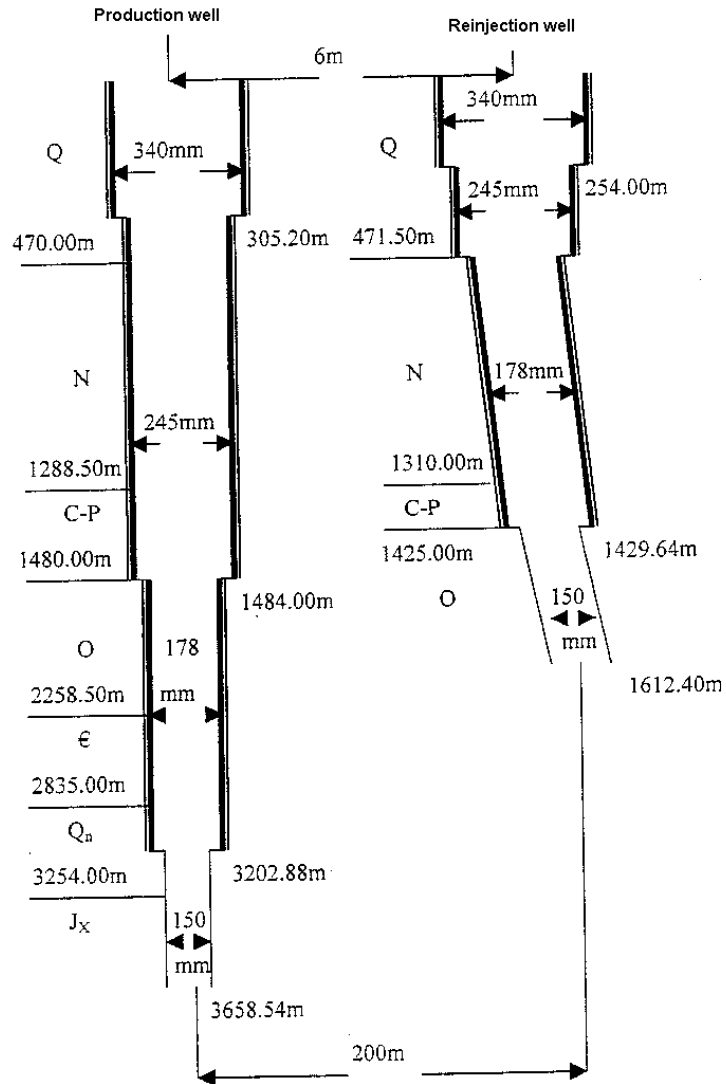 Production well
Reinjection well
6m
340mm
Q
340mm
Q
245mm
254.00m
470.00m
305.20m
471.50m
N
N
178mm
245mm
1288.50m
1310.00m
C-P
C-P
1480.00m
1484.00m
1425.00m
1429.64m
O
150
mm
O
178
mm
1612.40m
2258.50m
€
2835.00m
Qn
3254.00m
3202.88m
Jx
150
mm
3658.54m
200m